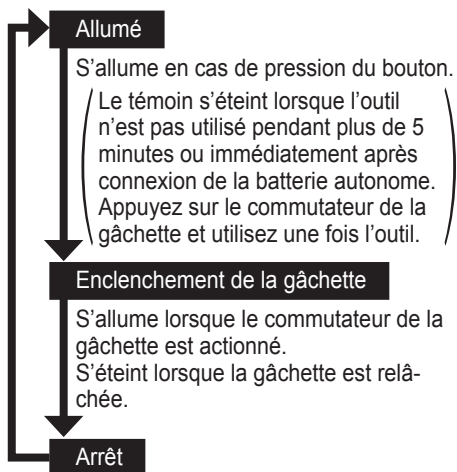 Allumé
S’allume en cas de pression du bouton.
Le témoin s’éteint lorsque l’outil
n’est pas utilisé pendant plus de 5
minutes ou immédiatement après
connexion de la batterie autonome.
Appuyez sur le commutateur de la
gâchette et utilisez une fois l’outil.
Enclenchement de la gâchette
S’allume lorsque le commutateur de la
gâchette est actionné.
S’éteint lorsque la gâchette est relâ-
chée.
Arrêt